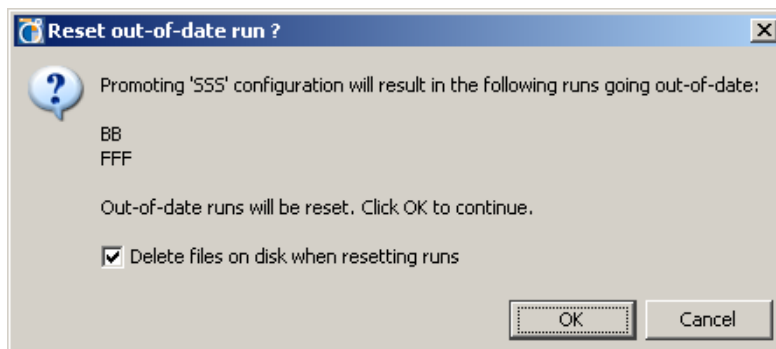 Reset out-of-date run ?
Promoting 'SSS' configuration will result in the following runs going out-of-date:
BB
FFF
Out-of-date runs will be reset. Click OK to continue.
Delete files on disk when resetting runs
OK
Cancel